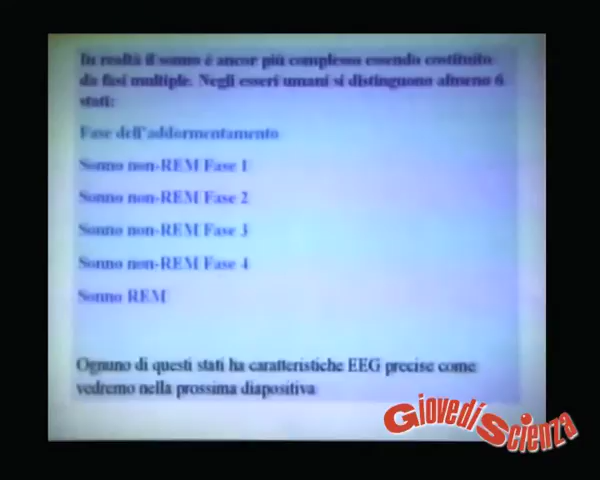 In realtà il sonno è ancor più complesso essendo costituito
da fasi multiple. Negli esseri umani si distinguono almeno 6
stati:
Fase dell'addormentamento
Sonno non-REM Fase 1
Sonno non-REM Fase 2
Sonno non-REM Fase 3
Sonno non-REM Fase 4
Sonno REM
Ognuno di questi stati ha caratteristiche EEG precise come
vedremo nella prossima diapositiva
Giovedì Scienza